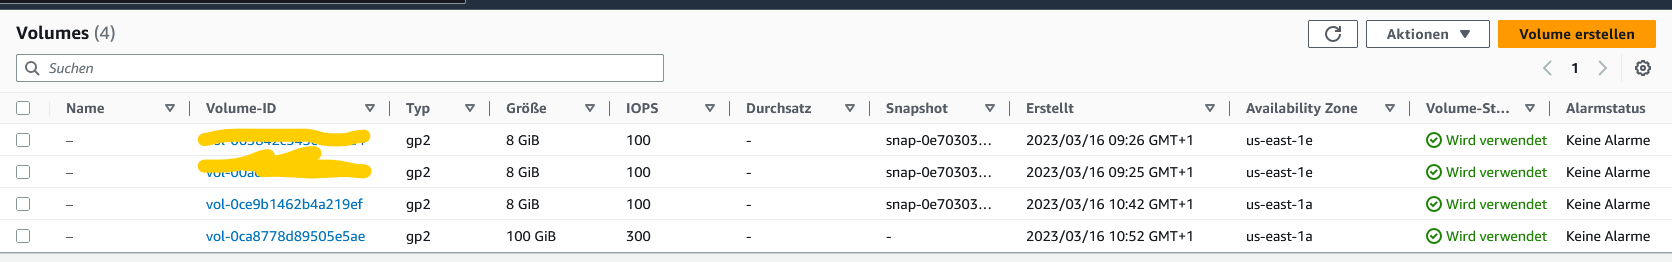 Volumes (4)
Aktionen
Volume erstellen
Suchen
1
Name Volume-ID Typ Größe IOPS Durchsatz Snapshot Erstellt Availability Zone Volume-St... Alarmstatus
– gp2 8 GiB 100 - snap-0e70303... 2023/03/16 09:26 GMT+1 us-east-1e Wird verwendet Keine Alarme
– gp2 8 GiB 100 - snap-0e70303... 2023/03/16 09:25 GMT+1 us-east-1e Wird verwendet Keine Alarme
– vol-0ce9b1462b4a219ef gp2 8 GiB 100 - snap-0e70303... 2023/03/16 10:42 GMT+1 us-east-1a Wird verwendet Keine Alarme
– vol-0ca8778d89505e5ae gp2 100 GiB 300 - - 2023/03/16 10:52 GMT+1 us-east-1a Wird verwendet Keine Alarme